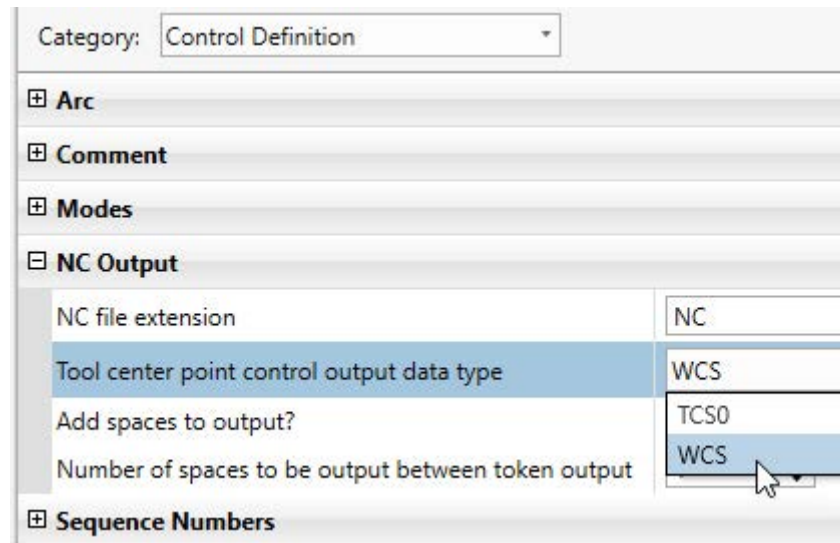 Category: Control Definition
Arc
Comment
Modes
NC Output
NC file extension NC
Tool center point control output data type WCS
TCS0
Add spaces to output?
WCS
Number of spaces to be output between token output
Sequence Numbers